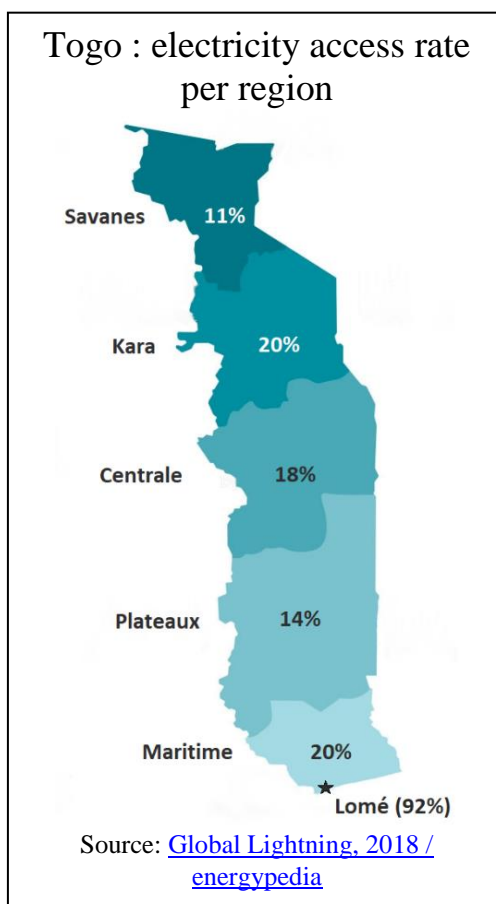 Togo : electricity access rate
per region
Savanes
11%
Kara
20%
Centrale
18%
Plateaux
14%
Maritime
20%
Lomé (92%)
Source: Global Lightning, 2018 /
energypedia